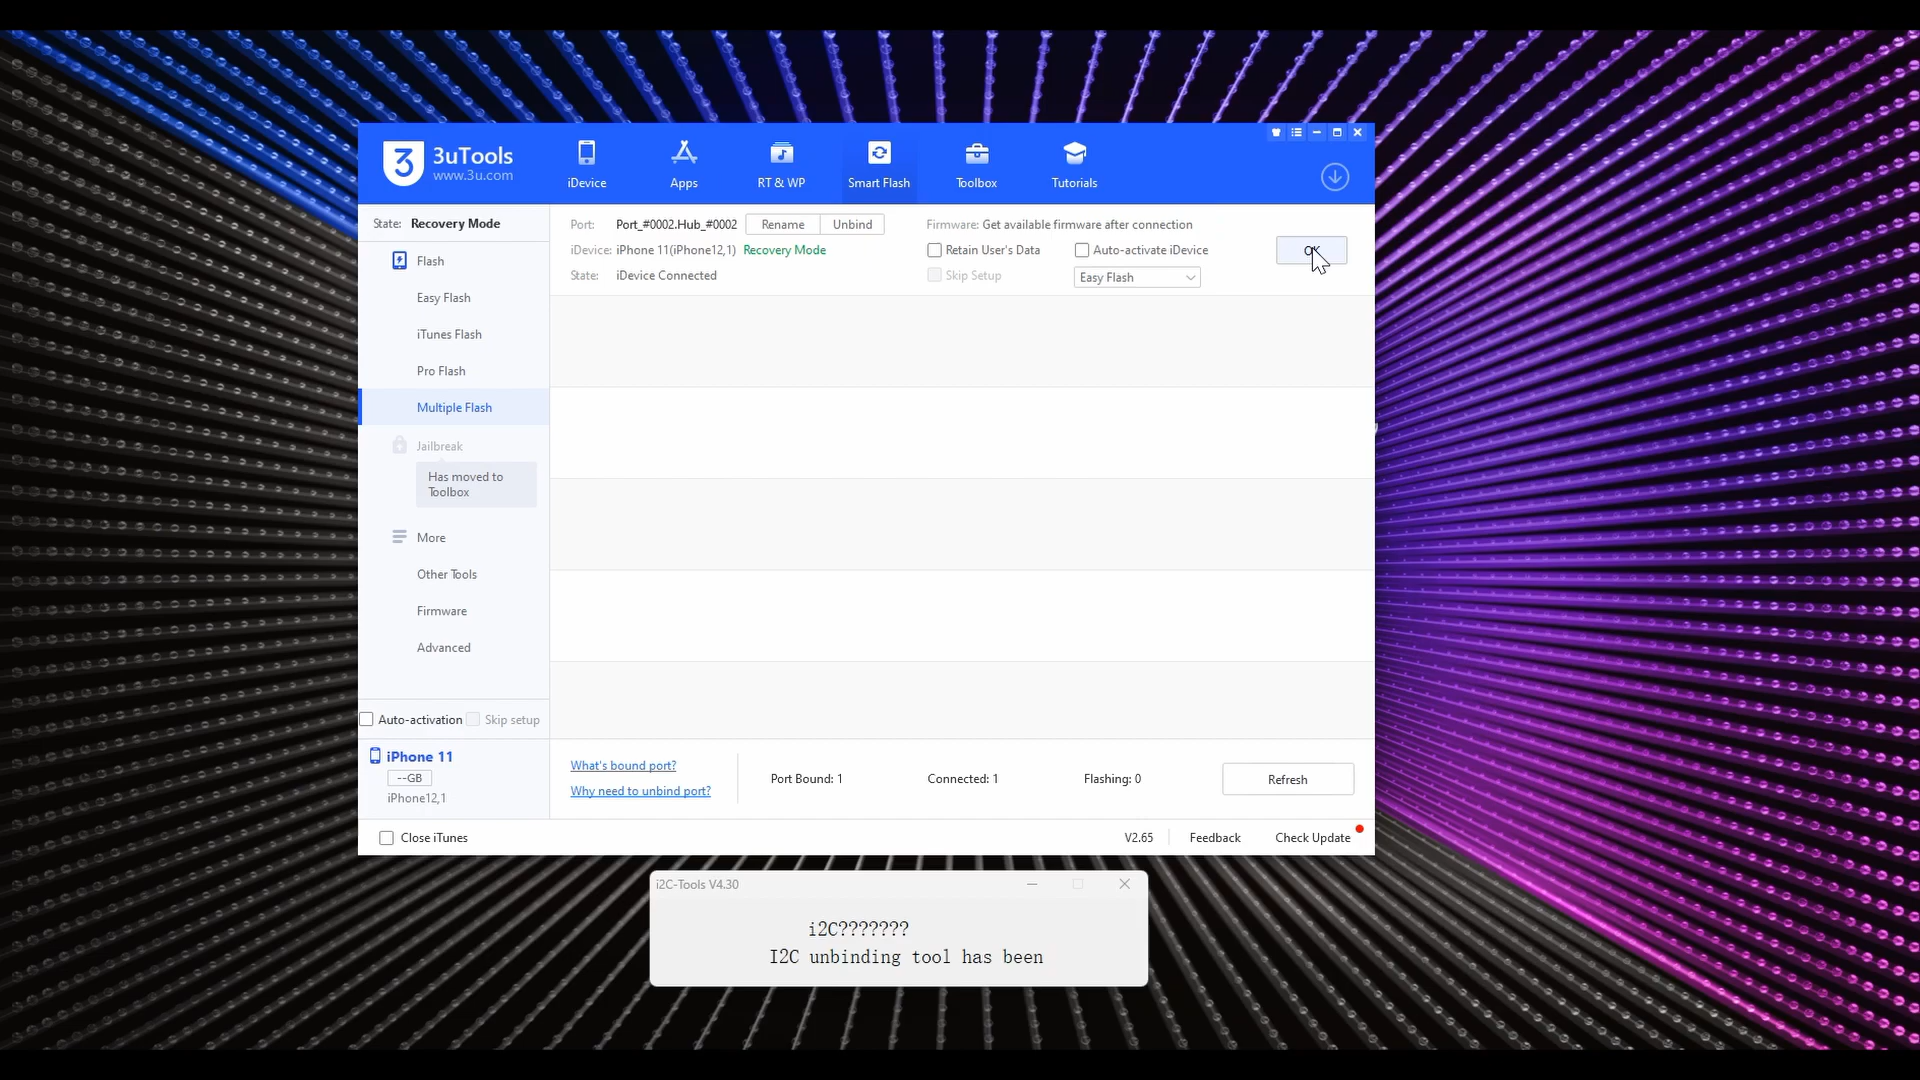 3uTools
www.3u.com
iDevice
Apps
RT & WP
Smart Flash
Toolbox
Tutorials
State: Recovery Mode
Flash
Easy Flash
iTunes Flash
Pro Flash
Multiple Flash
Jailbreak
Has moved to
Toolbox
More
Other Tools
Firmware
Advanced
Auto-activation
Skip setup
iPhone 11
--GB
iPhone12,1
Port: Port_#0002.Hub_#0002
Rename
Unbind
Firmware: Get available firmware after connection
iDevice: iPhone 11(iPhone12,1) Recovery Mode
Retain User's Data
Auto-activate iDevice
OK
State: iDevice Connected
Skip Setup
Easy Flash
What's bound port?
Why need to unbind port?
Port Bound: 1
Connected: 1
Flashing: 0
Refresh
Close iTunes
V2.65
Feedback
Check Update
i2C-Tools V4.30
i2C???????
I2C unbinding tool has been